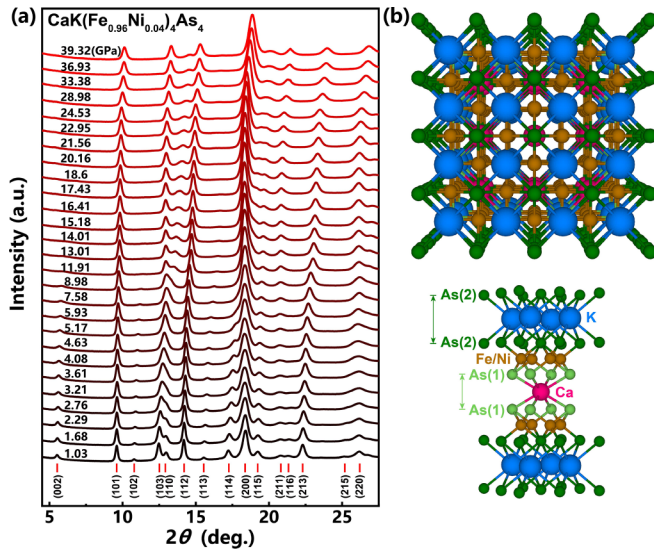 (a)
CaK(Fe0.96Ni0.04)4As4
39.32(GPa)
36.93
33.38
28.98
24.53
22.95
21.56
20.16
18.6
17.43
16.41
15.18
14.01
13.01
11.91
8.98
7.58
5.93
5.17
4.63
4.08
3.61
3.21
2.76
2.29
1.68
1.03
(002)
(101)
(102)
(103)
(110)
(112)
(113)
(114)
(200)
(115)
(211)
(116)
(213)
(215)
(220)
5 10 15 20 25
2θ (deg.)
Intensity (a.u.)
(b)
As(2)
K
As(2)
Fe/Ni
As(1)
Ca
As(1)